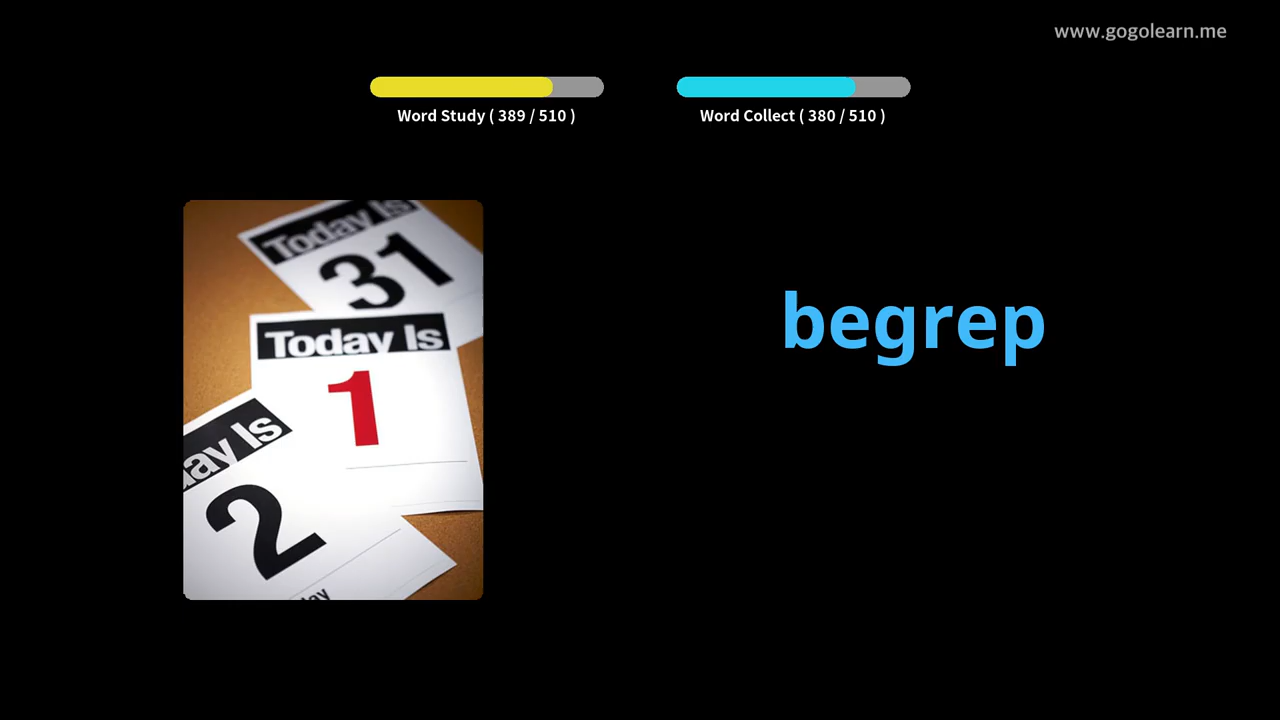 www.gogolearn.me
Word Study ( 389 / 510 )
Word Collect ( 380 / 510 )
Today Is
31
Today Is
1
begrep
ay Is
2